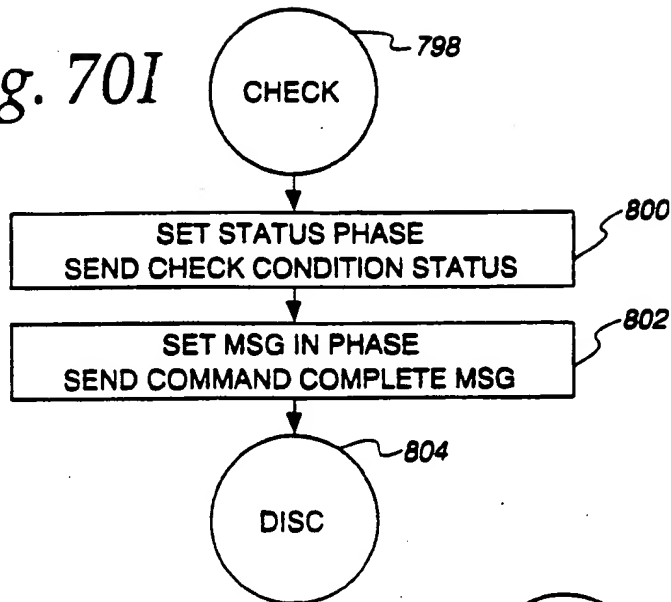 g. 70I
CHECK
798
SET STATUS PHASE
SEND CHECK CONDITION STATUS
800
SET MSG IN PHASE
SEND COMMAND COMPLETE MSG
802
804
DISC